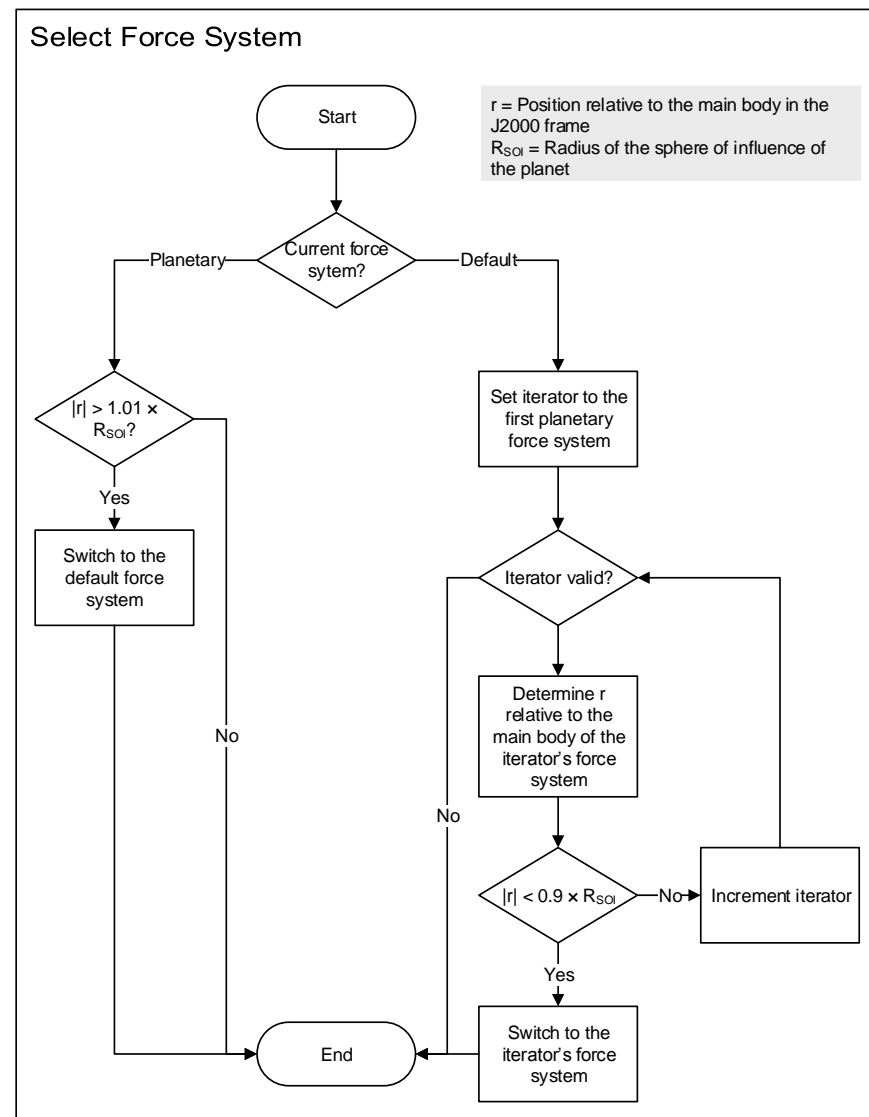 Select Force System
Start
r = Position relative to the main body in the
J2000 frame
R_SOI = Radius of the sphere of influence of
the planet
Current force
sytem?
Planetary
Default
|r| > 1.01 ×
R_SOI?
Yes
No
Switch to the
default force
system
Set iterator to the
first planetary
force system
Iterator valid?
No
Determine r
relative to the
main body of the
iterator’s force
system
|r| < 0.9 × R_SOI
No
Increment iterator
Yes
Switch to the
iterator’s force
system
End